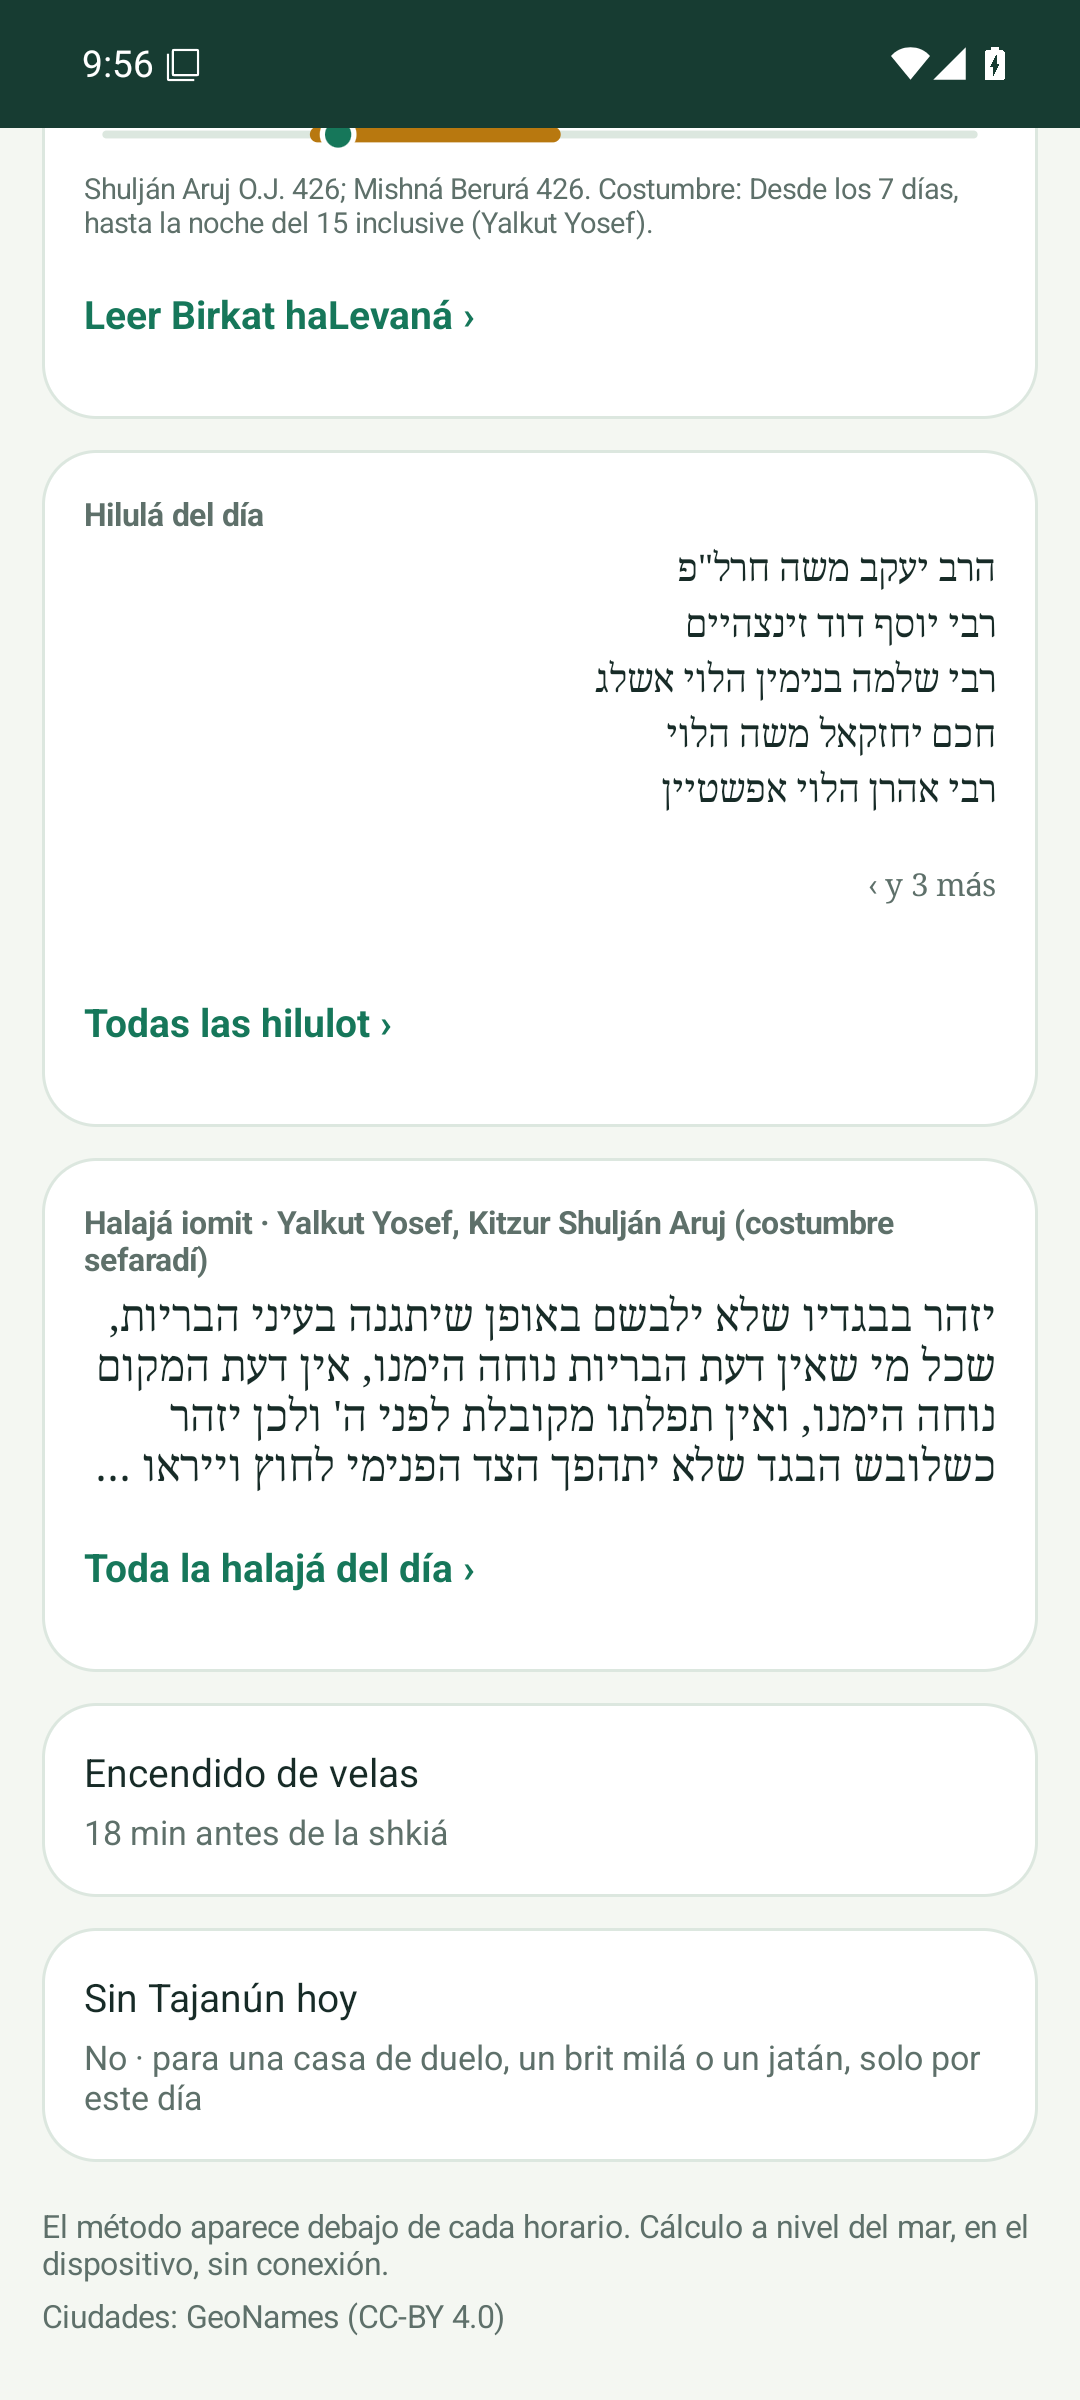 9:56
Shulján Aruj O.J. 426; Mishná Berurá 426. Costumbre: Desde los 7 días,
hasta la noche del 15 inclusive (Yalkut Yosef).
Leer Birkat haLevaná ›
Hilulá del día
הרב יעקב משה חרל"פ
רבי יוסף דוד זינצהיים
רבי שלמה בנימין הלוי אשלג
חכם יחזקאל משה הלוי
רבי אהרן הלוי אפשטיין
‹ y 3 más
Todas las hilulot ›
Halajá iomit · Yalkut Yosef, Kitzur Shulján Aruj (costumbre
sefaradí)
יזהר בבגדיו שלא ילבשם באופן שיתגנה בעיני הבריות,
שכל מי שאין דעת הבריות נוחה הימנו, אין דעת המקום
נוחה הימנו, ואין תפלתו מקובלת לפני ה' ולכן יזהר
כשלובש הבגד שלא יתהפך הצד הפנימי לחוץ וייראו ...
Toda la halajá del día ›
Encendido de velas
18 min antes de la shkiá
Sin Tajanún hoy
No · para una casa de duelo, un brit milá o un jatán, solo por
este día
El método aparece debajo de cada horario. Cálculo a nivel del mar, en el
dispositivo, sin conexión.
Ciudades: GeoNames (CC-BY 4.0)